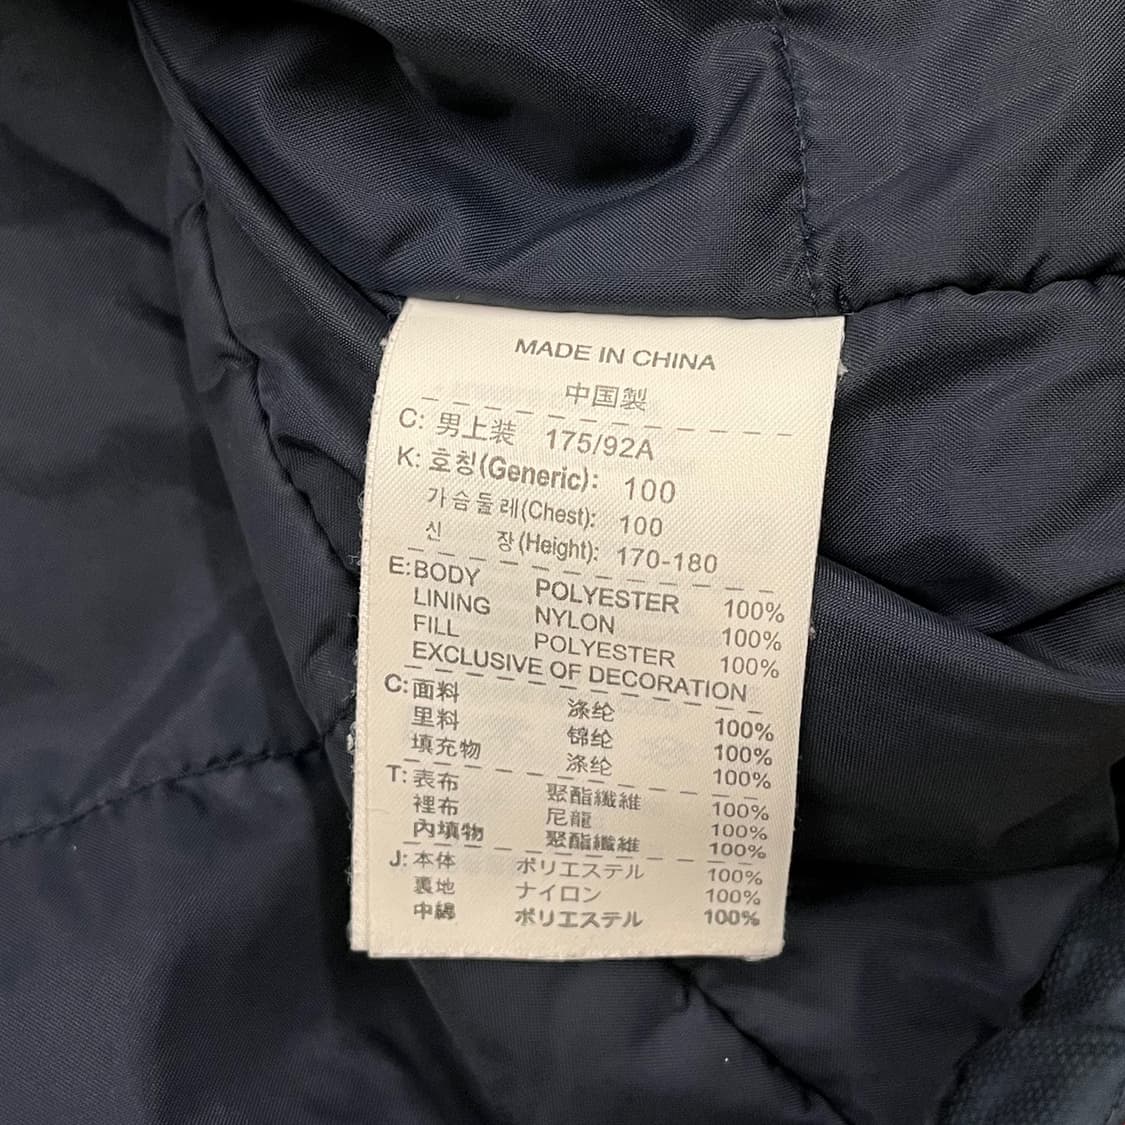 MADE IN CHINA
中国製
C: 男上装 175/92A
K: 호칭(Generic): 100
가슴둘레(Chest): 100
신 장(Height): 170-180
E: BODY POLYESTER 100%
LINING NYLON 100%
FILL POLYESTER 100%
EXCLUSIVE OF DECORATION
C: 面料 涤纶 100%
里料 锦纶 100%
填充物 涤纶 100%
T: 表布 聚酯纖維 100%
裡布 尼龍 100%
內填物 聚酯纖維 100%
J: 本体 ポリエステル 100%
裏地 ナイロン 100%
中綿 ポリエステル 100%